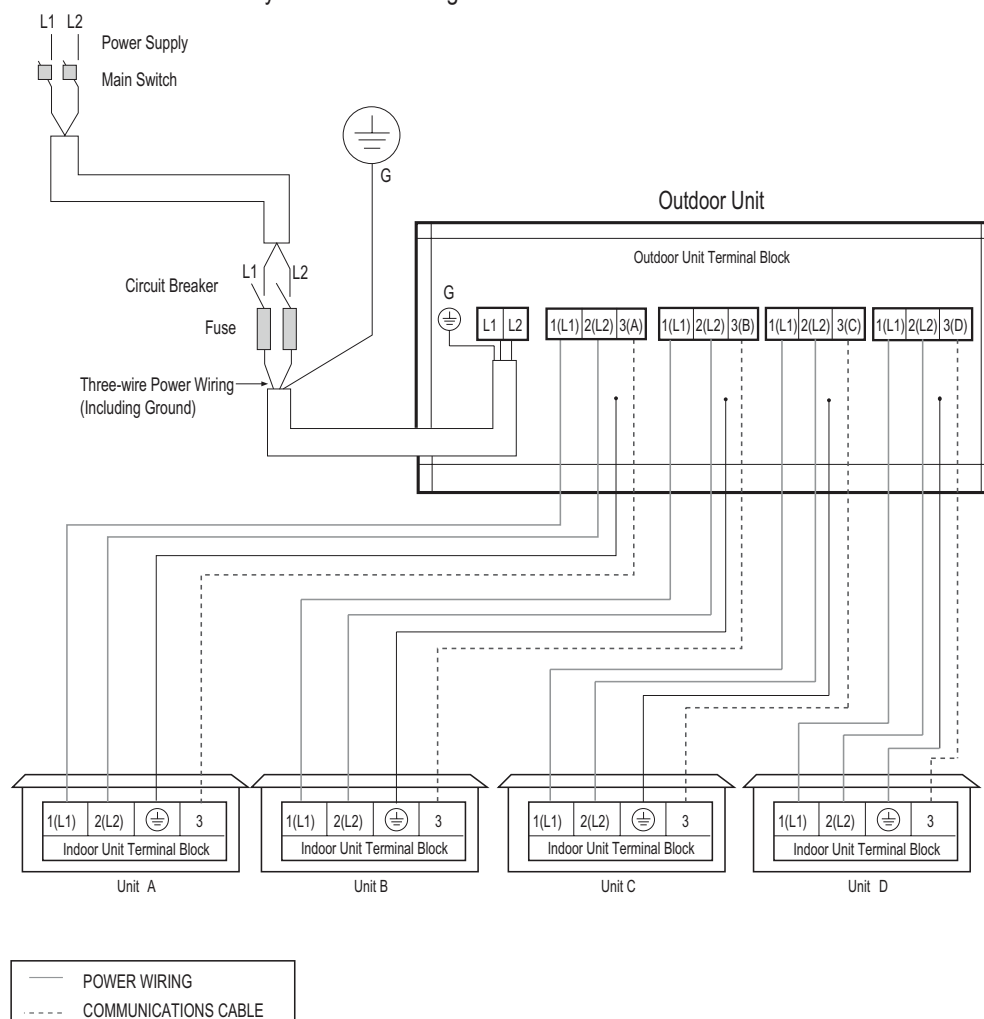 L1 L2
Power Supply
Main Switch
G
Outdoor Unit
Outdoor Unit Terminal Block
L1 L2
Circuit Breaker
Fuse
G
L1 L2 1(L1) 2(L2) 3(A) 1(L1) 2(L2) 3(B) 1(L1) 2(L2) 3(C) 1(L1) 2(L2) 3(D)
Three-wire Power Wiring
(Including Ground)
1(L1) 2(L2) 3
Indoor Unit Terminal Block
Unit A
1(L1) 2(L2) 3
Indoor Unit Terminal Block
Unit B
1(L1) 2(L2) 3
Indoor Unit Terminal Block
Unit C
1(L1) 2(L2) 3
Indoor Unit Terminal Block
Unit D
POWER WIRING
COMMUNICATIONS CABLE